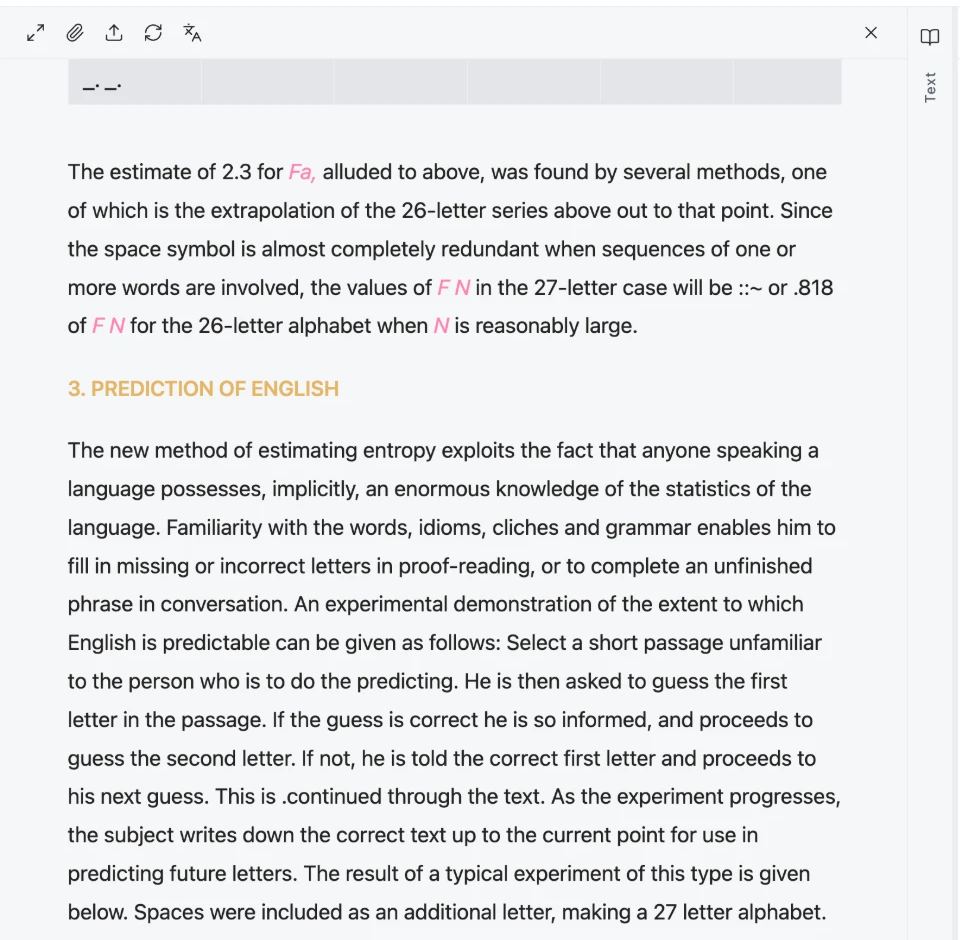 Text
_. _.
The estimate of 2.3 for Fa, alluded to above, was found by several methods, one
of which is the extrapolation of the 26-letter series above out to that point. Since
the space symbol is almost completely redundant when sequences of one or
more words are involved, the values of F N in the 27-letter case will be ::~ or .818
of F N for the 26-letter alphabet when N is reasonably large.
3. PREDICTION OF ENGLISH
The new method of estimating entropy exploits the fact that anyone speaking a
language possesses, implicitly, an enormous knowledge of the statistics of the
language. Familiarity with the words, idioms, cliches and grammar enables him to
fill in missing or incorrect letters in proof-reading, or to complete an unfinished
phrase in conversation. An experimental demonstration of the extent to which
English is predictable can be given as follows: Select a short passage unfamiliar
to the person who is to do the predicting. He is then asked to guess the first
letter in the passage. If the guess is correct he is so informed, and proceeds to
guess the second letter. If not, he is told the correct first letter and proceeds to
his next guess. This is .continued through the text. As the experiment progresses,
the subject writes down the correct text up to the current point for use in
predicting future letters. The result of a typical experiment of this type is given
below. Spaces were included as an additional letter, making a 27 letter alphabet.